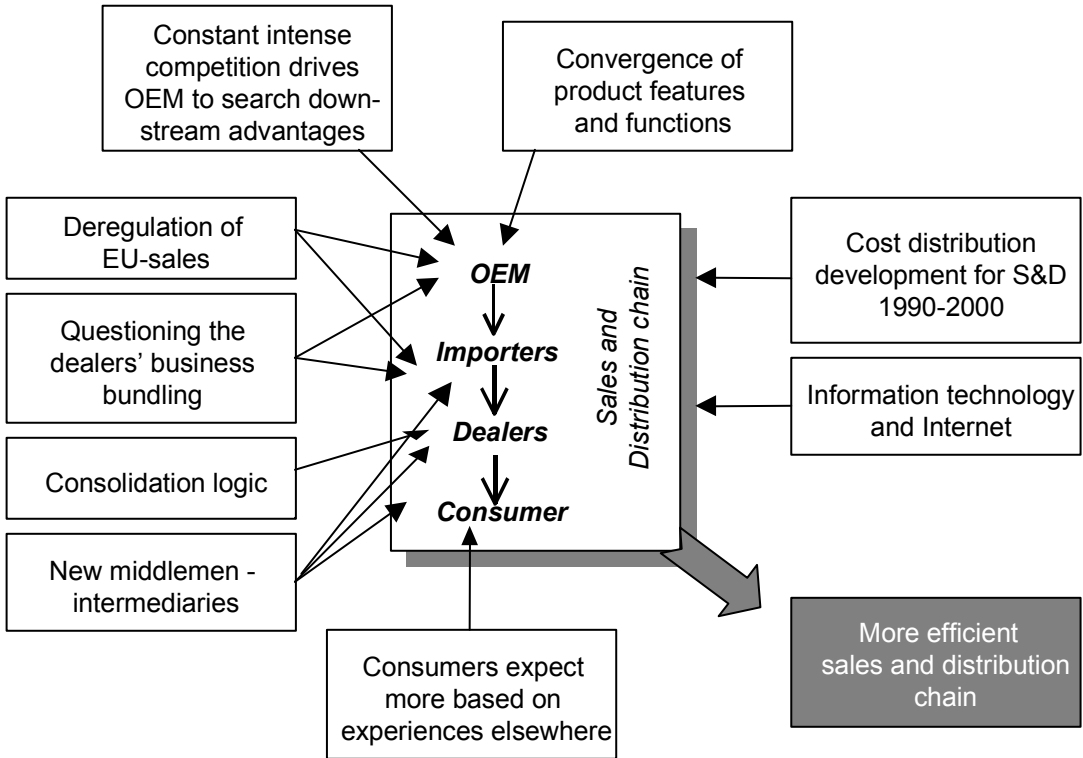 Constant intense
competition drives
OEM to search down-
stream advantages
Convergence of
product features
and functions
Deregulation of
EU-sales
Questioning the
dealers’ business
bundling
Consolidation logic
New middlemen -
intermediaries
OEM
Importers
Dealers
Consumer
Sales and
Distribution chain
Cost distribution
development for S&D
1990-2000
Information technology
and Internet
Consumers expect
more based on
experiences elsewhere
More efficient
sales and distribution
chain